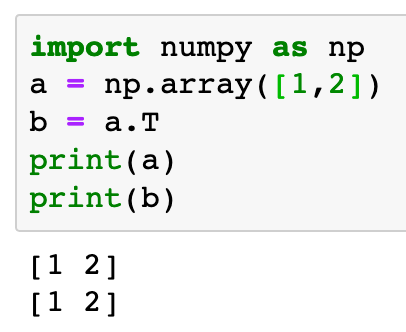 import numpy as np
a = np.array([1,2])
b = a.T
print(a)
print(b)
[1 2]
[1 2]